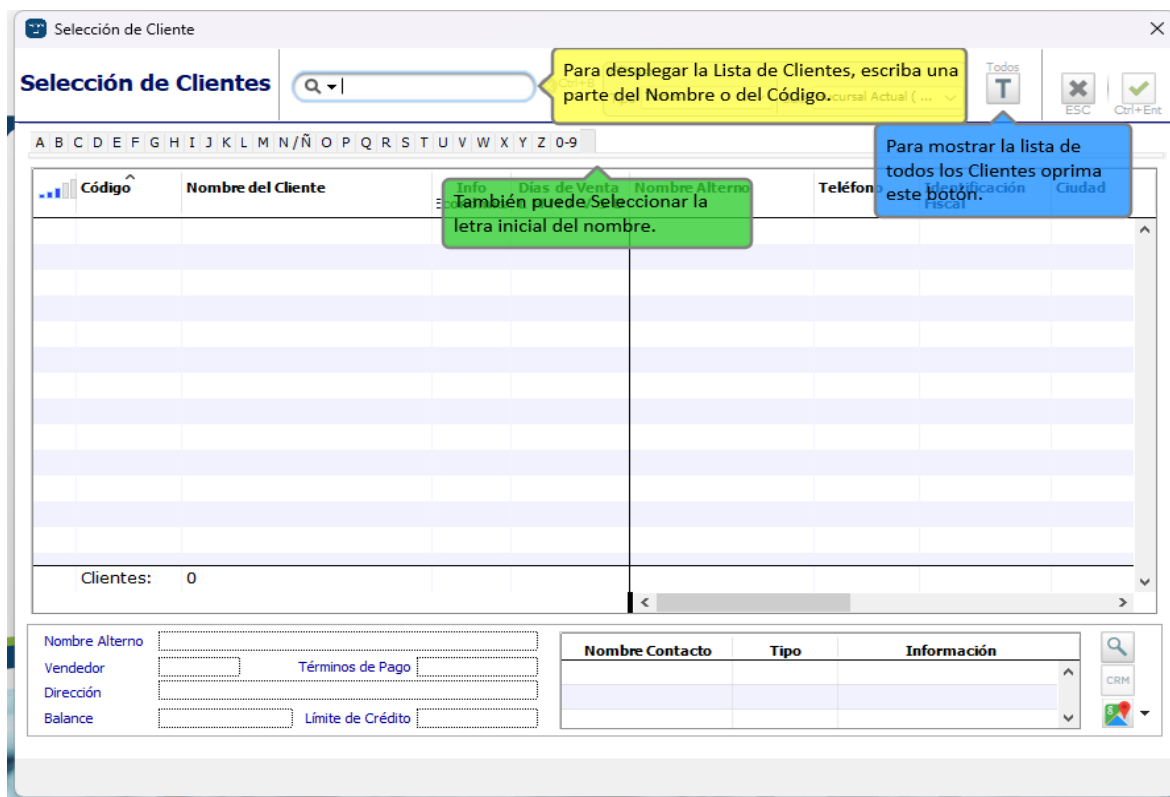 Selección de Cliente
Selección de Clientes
Para desplegar la Lista de Clientes, escriba una
parte del Nombre o del Código.
Todos
T
ESC
Ctrl+Ent
A B C D E F G H I J K L M N/Ñ O P Q R S T U V W X Y Z 0-9
Para mostrar la lista de
todos los Clientes oprima
este botón.
Código Nombre del Cliente Info Días de Venta Nombre Alterno Teléfono Identificación Fiscal Ciudad
También puede Seleccionar la
letra inicial del nombre.
Clientes: 0
Nombre Alterno
Vendedor Términos de Pago
Dirección
Balance Límite de Crédito
Nombre Contacto Tipo Información
CRM